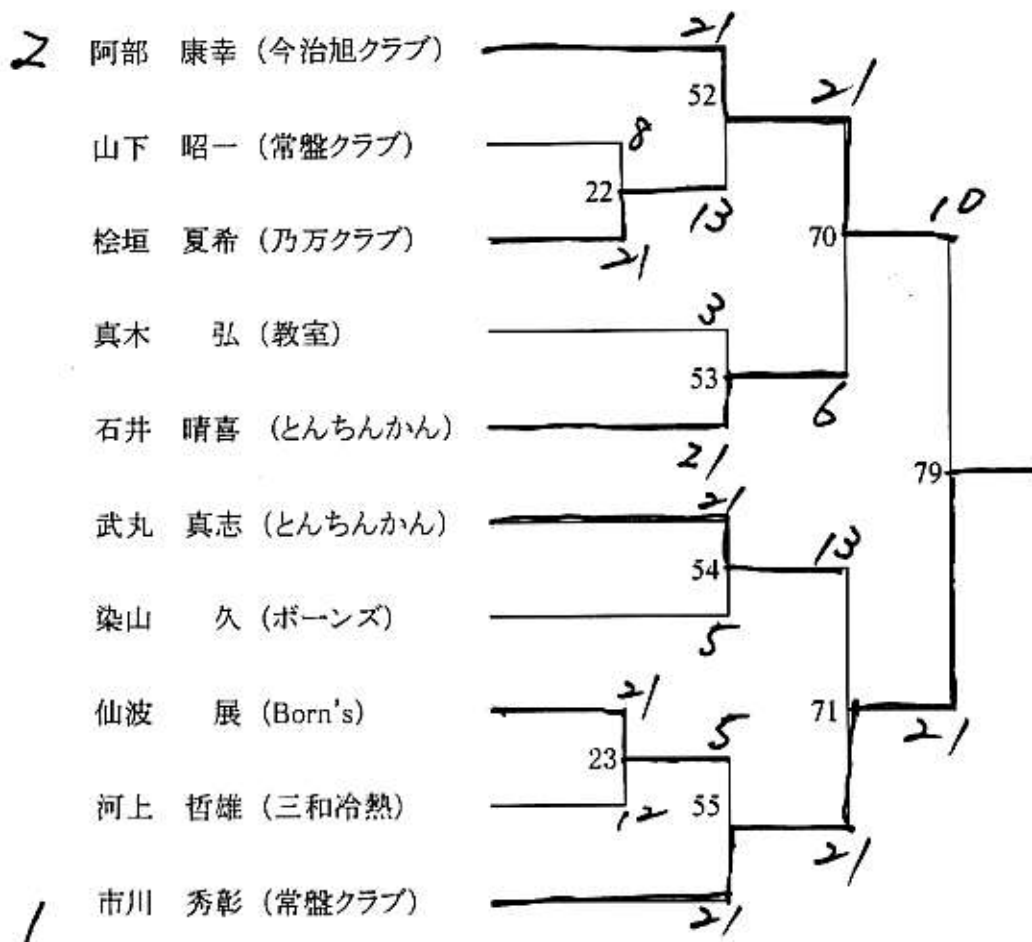 21
2 阿部 康幸 (今治旭クラブ)
52 21
山下 昭一 (常盤クラブ) 8
22 13 10
桧垣 夏希 (乃万クラブ) 21 70
真木 弘 (教室) 3
53 6
石井 晴喜 (とんちんかん) 21
79
武丸 真志 (とんちんかん) 21
54 13
染山 久 (ボーンズ) 5
仙波 展 (Born's) 21 5 71 21
23
河上 哲雄 (三和冷熱) 12 55 21
1 市川 秀彰 (常盤クラブ) 21